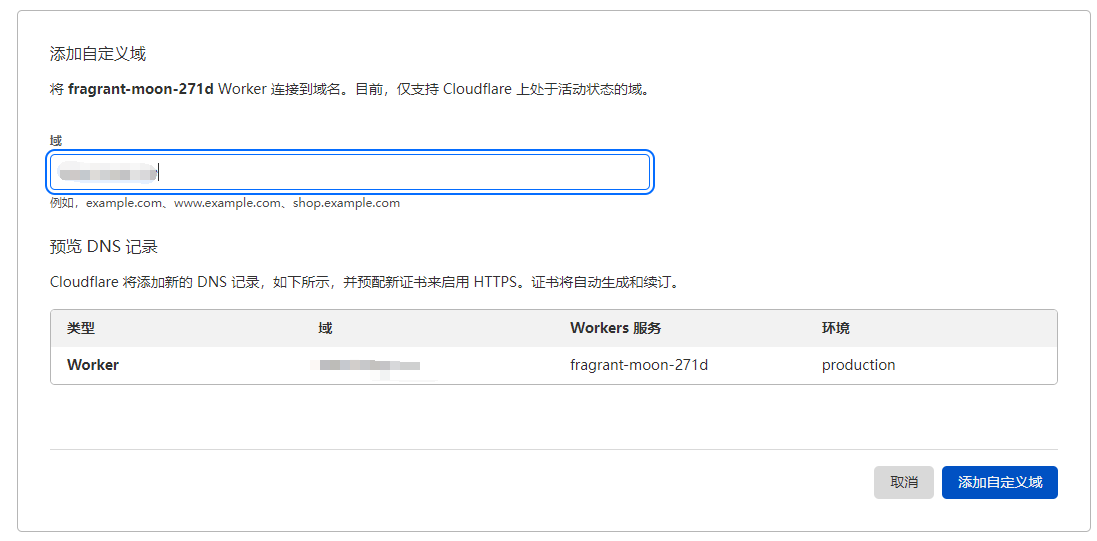 添加自定义域
将 fragrant-moon-271d Worker 连接到域名。目前，仅支持 Cloudflare 上处于活动状态的域。
域
例如，example.com、www.example.com、shop.example.com
预览 DNS 记录
Cloudflare 将添加新的 DNS 记录，如下所示，并预配新证书来启用 HTTPS。证书将自动生成和续订。
类型 域 Workers 服务 环境
Worker fragrant-moon-271d production
取消 添加自定义域